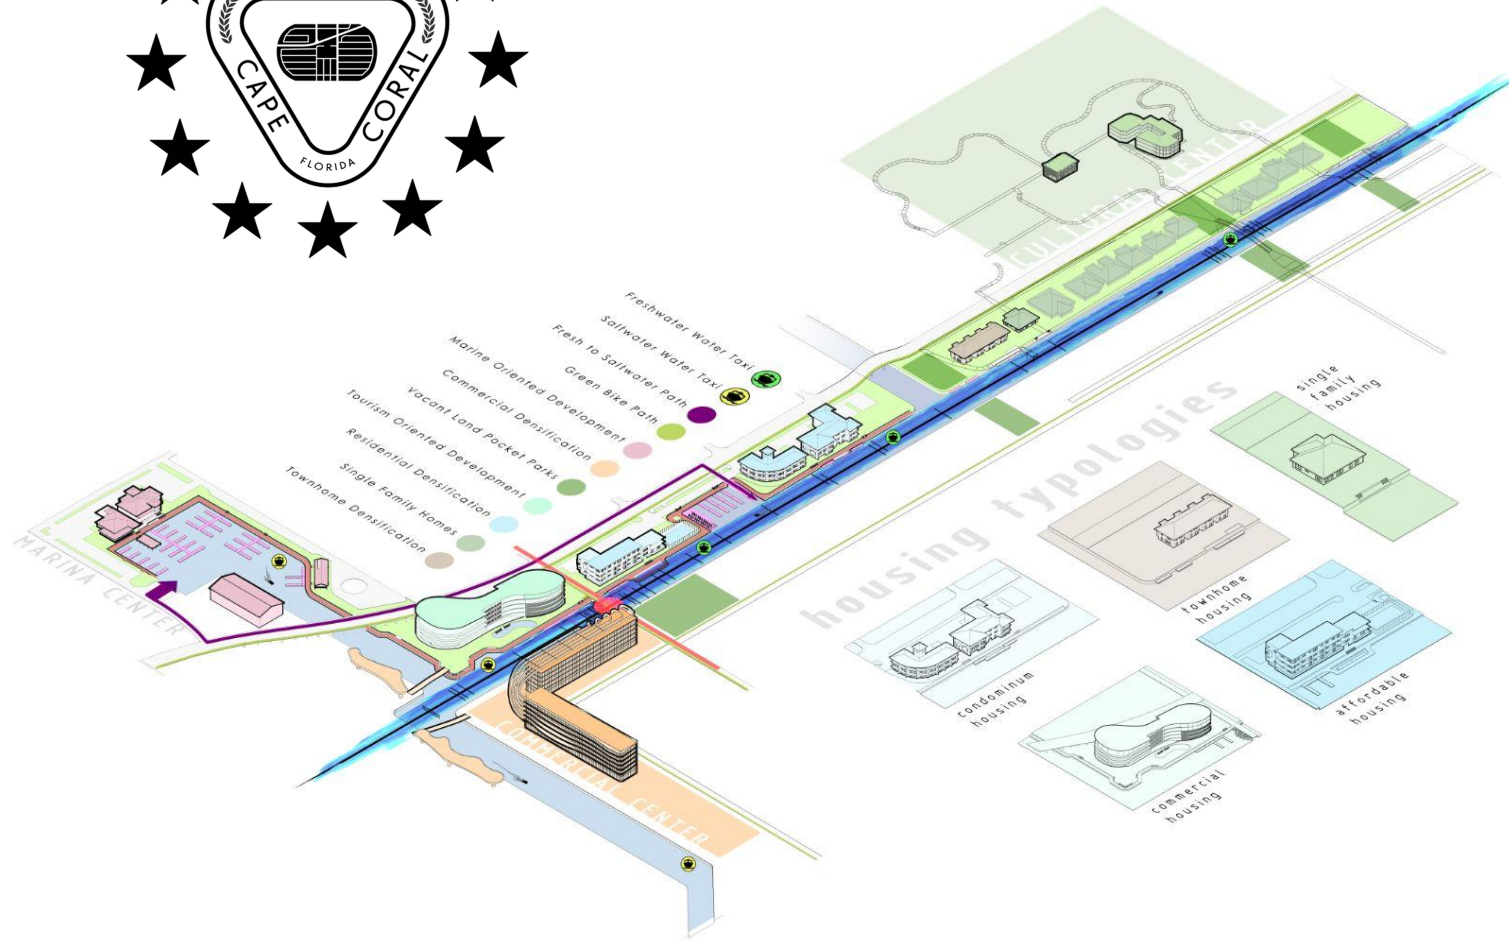 CAPE
CORAL
FLORIDA
CULTURAL CENTER
Freshwater Water Taxi
Saltwater Water Taxi
Fresh to Saltwater Path
Green Bike Path
Marine Oriented Development
Commercial Densification
Vacant Land Pocket Parks
Tourism Oriented Development
Residential Densification
Single Family Homes
Townhome Densification
MARINA
CENTER
COMMERCIAL CENTER
housing typologies
single
family
housing
townhome
housing
condominum
housing
affordable
housing
commercial
housing